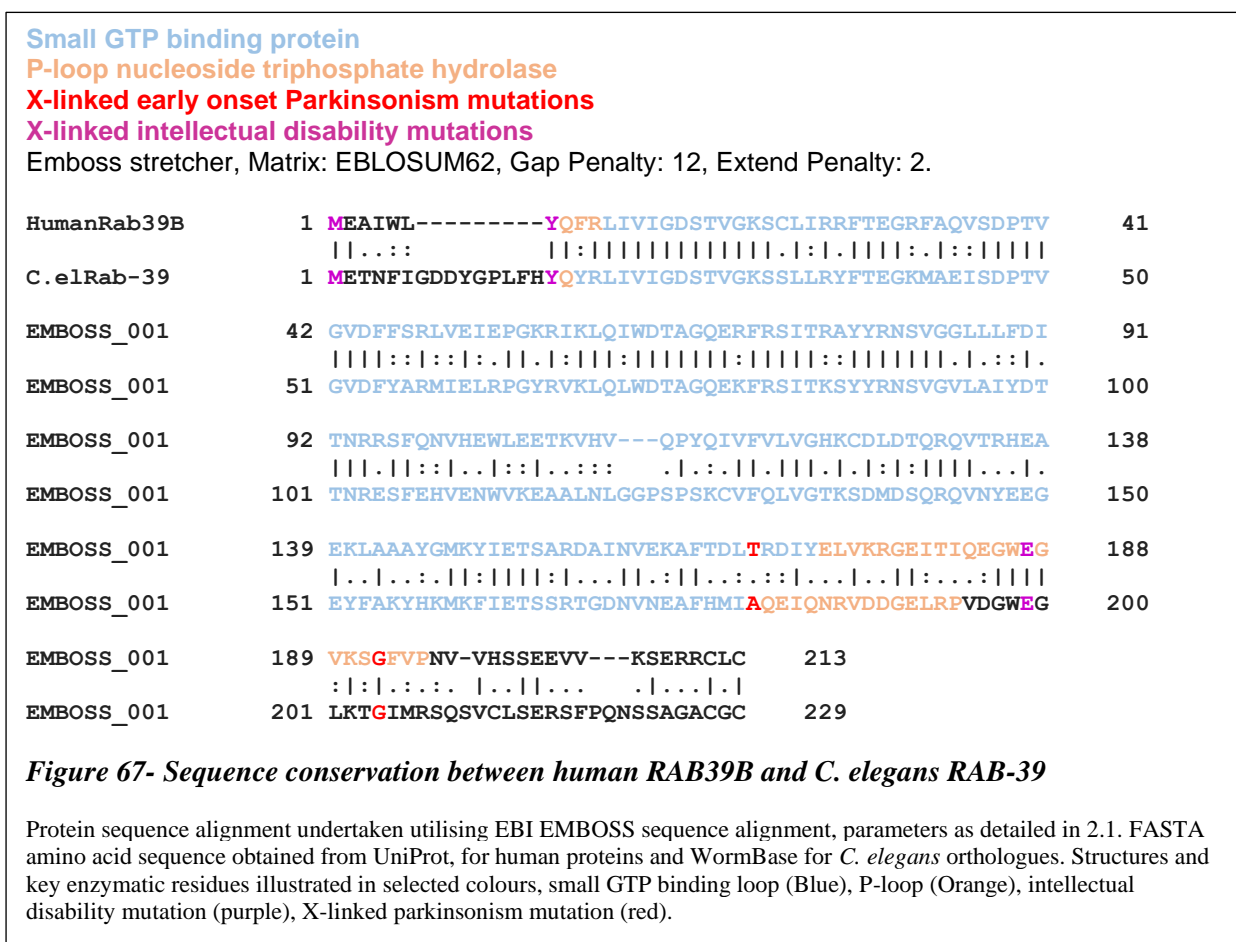 Small GTP binding protein
P-loop nucleoside triphosphate hydrolase
X-linked early onset Parkinsonism mutations
X-linked intellectual disability mutations
Emboss stretcher, Matrix: EBLOSUM62, Gap Penalty: 12, Extend Penalty: 2.
HumanRab39B 1 MEAIWL---------YQFRLIVIGDSTVGKSCLIRRFTEGRFAQVSDPTV 41
||..:: ||:||||||||||||.|:|.||||:.|::|||||
C.elRab-39 1 METNFIGDDYGPLFHYQYRLIVIGDSTVGKSSLLRYFTEGKMAEISDPTV 50
EMBOSS_001 42 GVDFFSRLVEIEPGKRIKLQIWDTAGQERFRSITRAYYRNSVGGLLLFDI 91
||||::|::|:.||.|:|||:||||||||:|||||::||||||||.|.::|.
EMBOSS_001 51 GVDFYARMIELRPGYRVKLQLWDTAGQEKFRSITKSYYRNSVGVLAIYDT 100
EMBOSS_001 92 TNRRSFQNVHEWLEETKVHV---QPYQIVFVLVGHKCDLDTQRQVTRHEA 138
|||.||::|..|::|..::: .|.:.||.|||.|.|:|:||||...|.
EMBOSS_001 101 TNRESFEHVENWVKEAALNLGGPSPSKCVFQLVGTKSDMDSQRQVNYEEG 150
EMBOSS_001 139 EKLAAAYGMKYIETSARDAINVEKAFTDLTRDIYELVKRGEITIQEGWEG 188
|..|..:.||:||||:|...||.:||..:.::|...|..||:...:||||
EMBOSS_001 151 EYFAKYHKMKFIETSSRTGDNVNEAFHMIAQEIQNRVDDGELRPVDGWEG 200
EMBOSS_001 189 VKSGFVPNV-VHSSEEVV---KSERRCLC 213
:|:|.:.:. |..||... .|...|.|
EMBOSS_001 201 LKTGIMRSQSVCLSERSFPQNSSAGACGC 229
Figure 67- Sequence conservation between human RAB39B and C. elegans RAB-39
Protein sequence alignment undertaken utilising EBI EMBOSS sequence alignment, parameters as detailed in 2.1. FASTA
amino acid sequence obtained from UniProt, for human proteins and WormBase for C. elegans orthologues. Structures and
key enzymatic residues illustrated in selected colours, small GTP binding loop (Blue), P-loop (Orange), intellectual
disability mutation (purple), X-linked parkinsonism mutation (red).